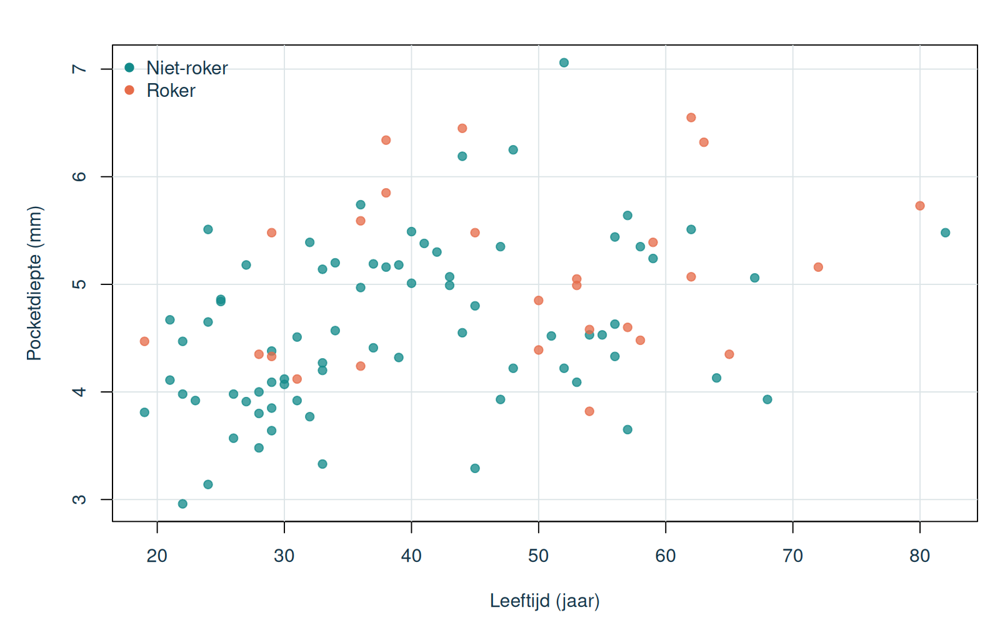 Niet-roker
Roker
7
6
5
4
3
Pocketdiepte (mm)
20 30 40 50 60 70 80
Leeftijd (jaar)